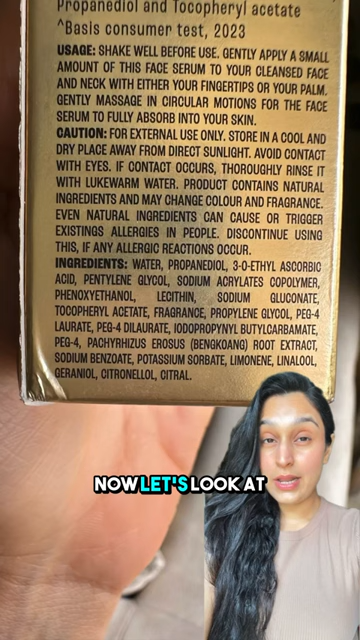 Propanediol and Tocopheryl acetate
^Basis consumer test, 2023
USAGE: SHAKE WELL BEFORE USE. GENTLY APPLY A SMALL
AMOUNT OF THIS FACE SERUM TO YOUR CLEANSED FACE
AND NECK WITH EITHER YOUR FINGERTIPS OR YOUR PALM.
GENTLY MASSAGE IN CIRCULAR MOTIONS FOR THE FACE
SERUM TO FULLY ABSORB INTO YOUR SKIN.
CAUTION: FOR EXTERNAL USE ONLY. STORE IN A COOL AND
DRY PLACE AWAY FROM DIRECT SUNLIGHT. AVOID CONTACT
WITH EYES. IF CONTACT OCCURS, THOROUGHLY RINSE IT
WITH LUKEWARM WATER. PRODUCT CONTAINS NATURAL
INGREDIENTS AND MAY CHANGE COLOUR AND FRAGRANCE.
EVEN NATURAL INGREDIENTS CAN CAUSE OR TRIGGER
EXISTINGS ALLERGIES IN PEOPLE. DISCONTINUE USING
THIS, IF ANY ALLERGIC REACTIONS OCCUR.
INGREDIENTS: WATER, PROPANEDIOL, 3-O-ETHYL ASCORBIC
ACID, PENTYLENE GLYCOL, SODIUM ACRYLATES COPOLYMER,
PHENOXYETHANOL, LECITHIN, SODIUM GLUCONATE,
TOCOPHERYL ACETATE, FRAGRANCE, PROPYLENE GLYCOL, PEG-4
LAURATE, PEG-4 DILAURATE, IODOPROPYNYL BUTYLCARBAMATE,
PEG-4, PACHYRHIZUS EROSUS (BENGKOANG) ROOT EXTRACT,
SODIUM BENZOATE, POTASSIUM SORBATE, LIMONENE, LINALOOL,
GERANIOL, CITRONELLOL, CITRAL.
NOW LET'S LOOK AT